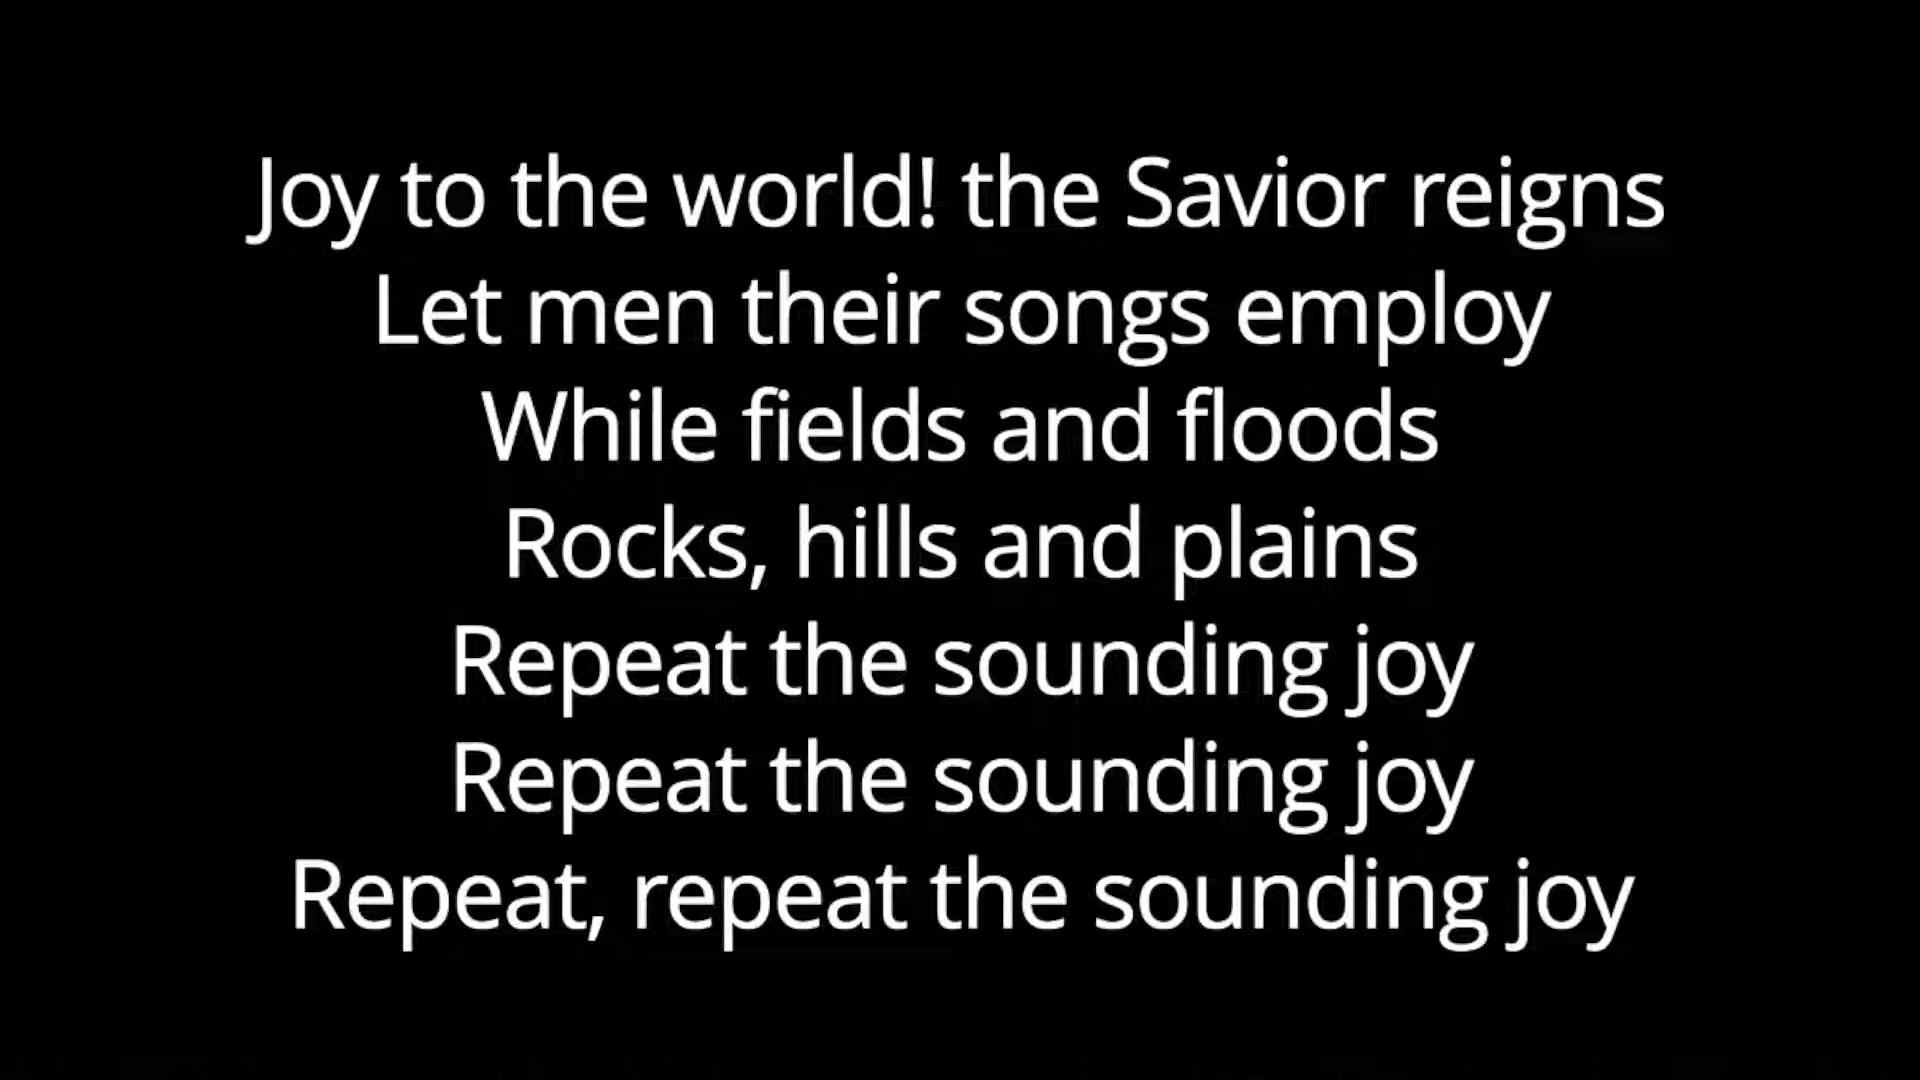 Joy to the world! the Savior reigns
Let men their songs employ
While fields and floods
Rocks, hills and plains
Repeat the sounding joy
Repeat the sounding joy
Repeat, repeat the sounding joy